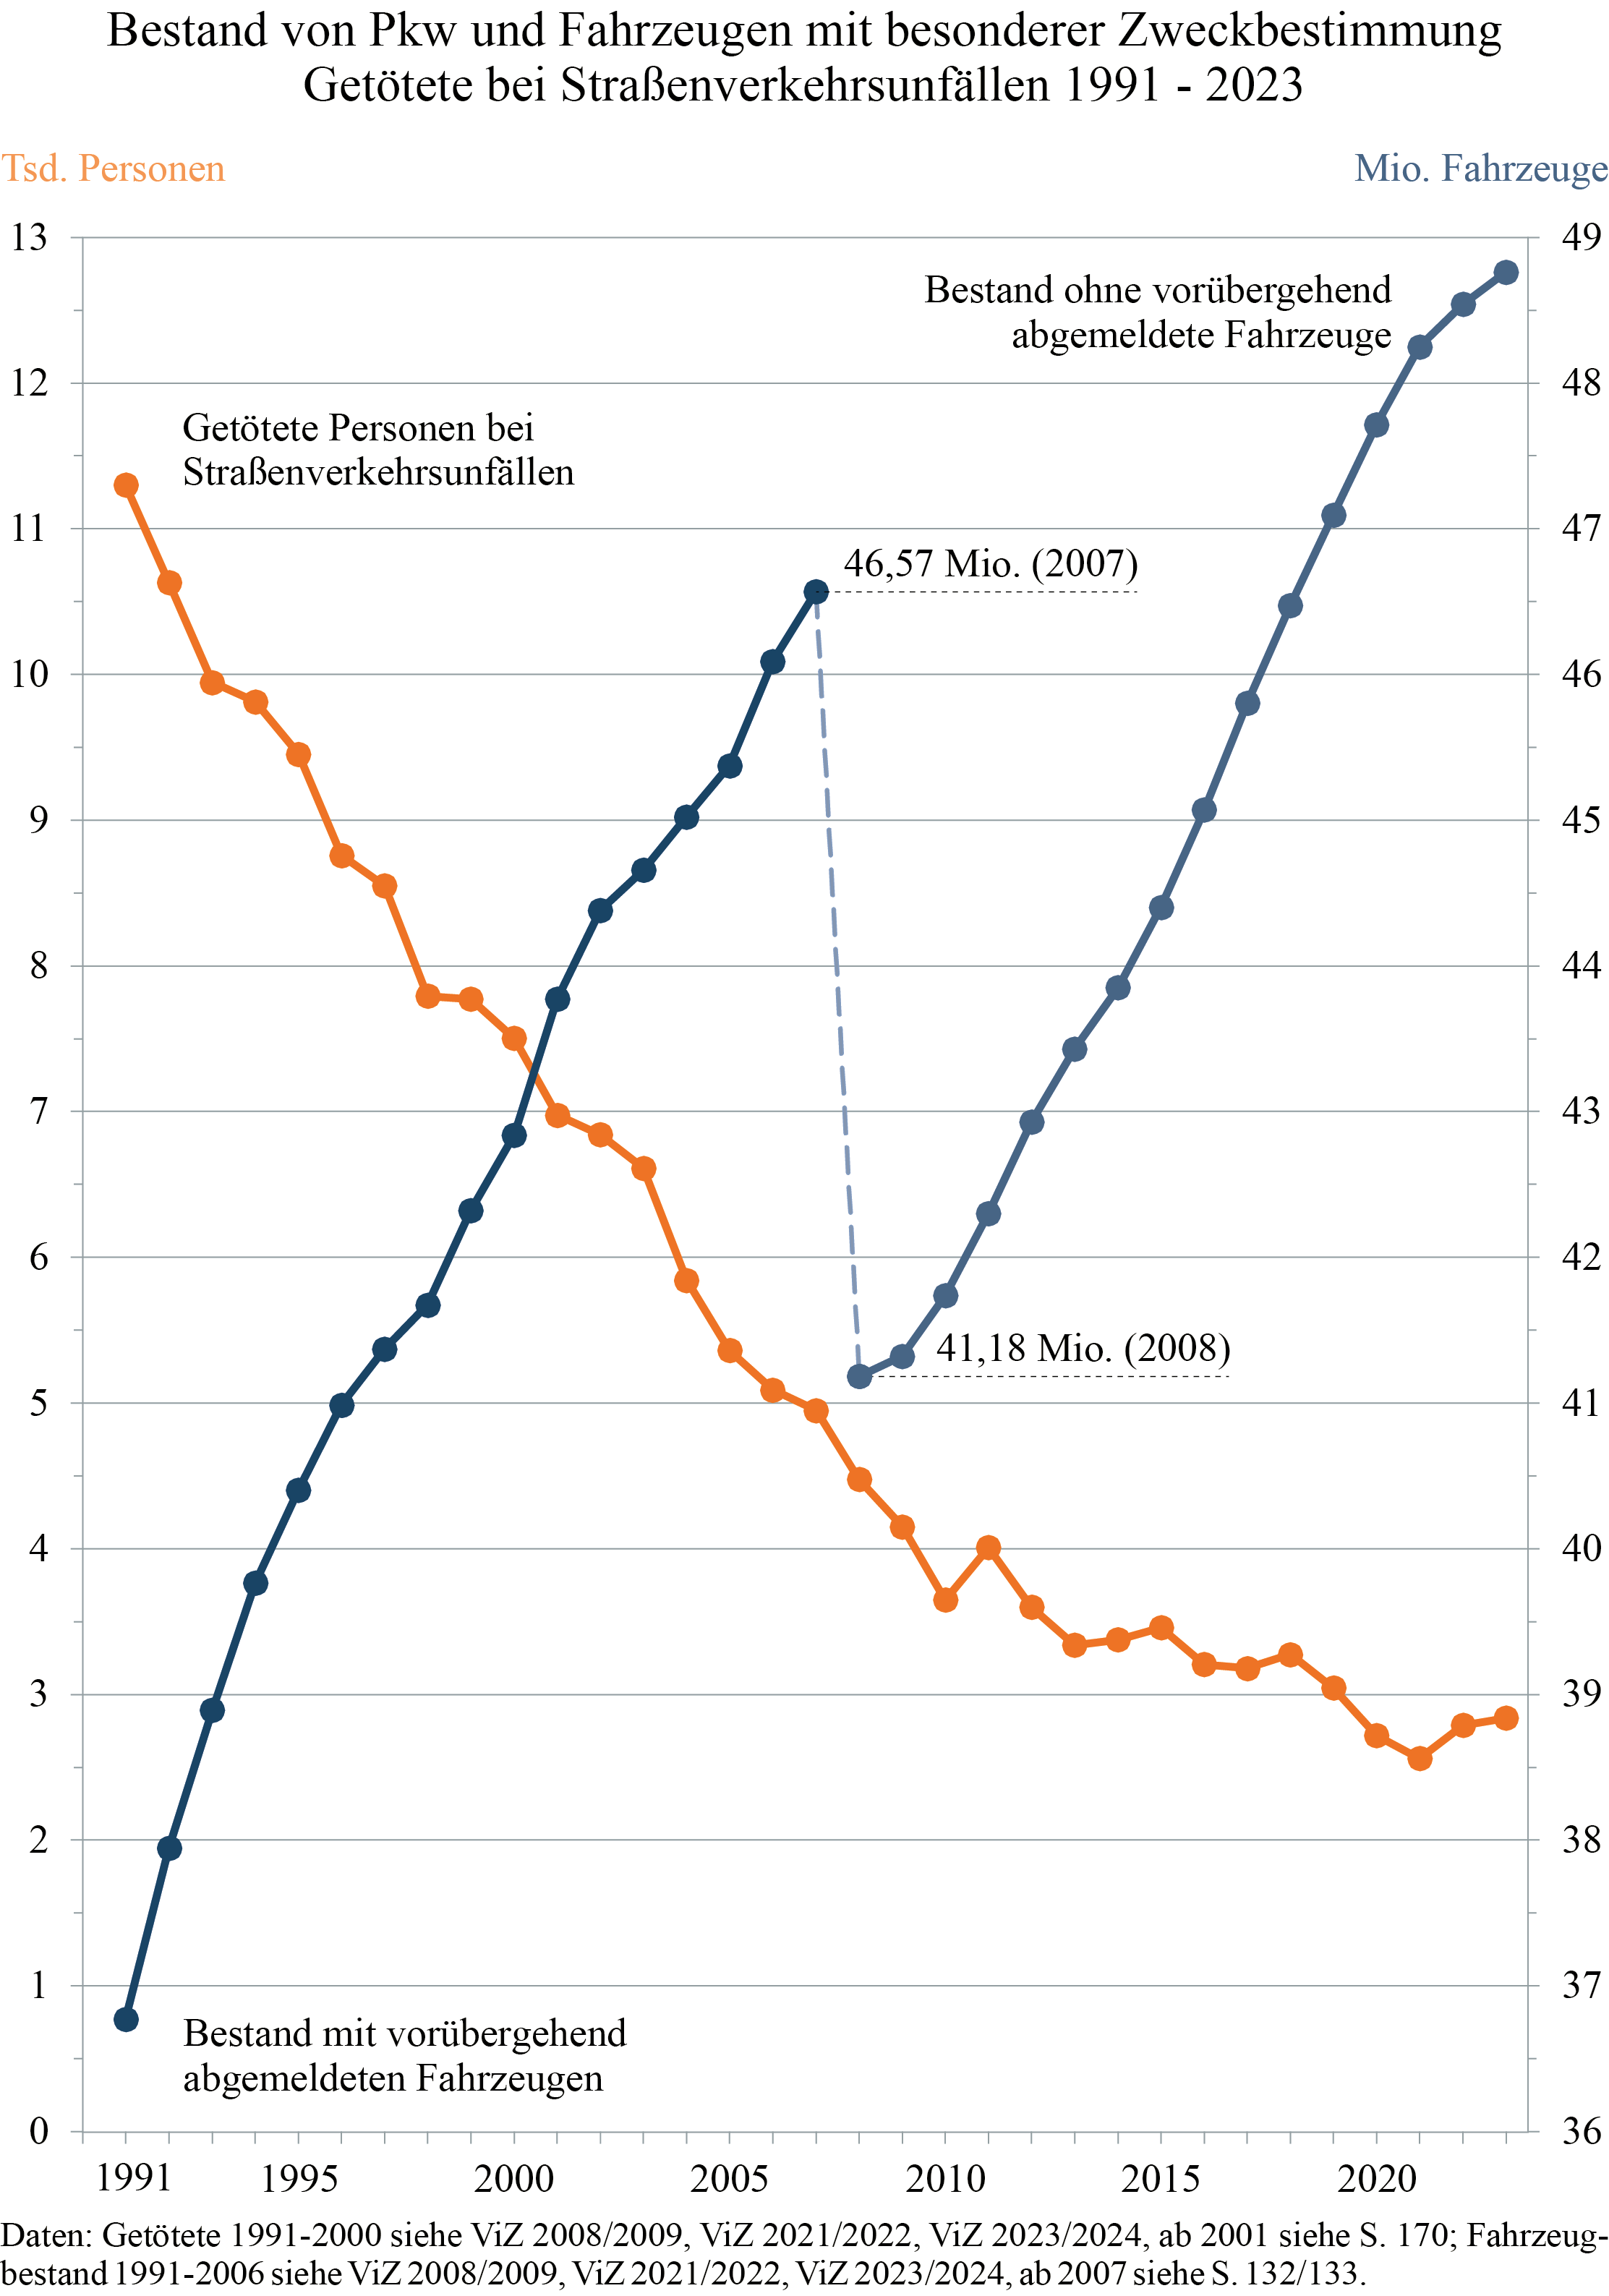 Bestand von Pkw und Fahrzeugen mit besonderer Zweckbestimmung
Getötete bei Straßenverkehrsunfällen 1991 - 2023
Tsd. Personen
Mio. Fahrzeuge
13
12
11
10
9
8
7
6
5
4
3
2
1
0
49
48
47
46
45
44
43
42
41
40
39
38
37
36
Bestand ohne vorübergehend
abgemeldete Fahrzeuge
Getötete Personen bei
Straßenverkehrsunfällen
46,57 Mio. (2007)
41,18 Mio. (2008)
Bestand mit vorübergehend
abgemeldeten Fahrzeugen
1991 1995 2000 2005 2010 2015 2020
Daten: Getötete 1991-2000 siehe ViZ 2008/2009, ViZ 2021/2022, ViZ 2023/2024, ab 2001 siehe S. 170; Fahrzeug-
bestand 1991-2006 siehe ViZ 2008/2009, ViZ 2021/2022, ViZ 2023/2024, ab 2007 siehe S. 132/133.